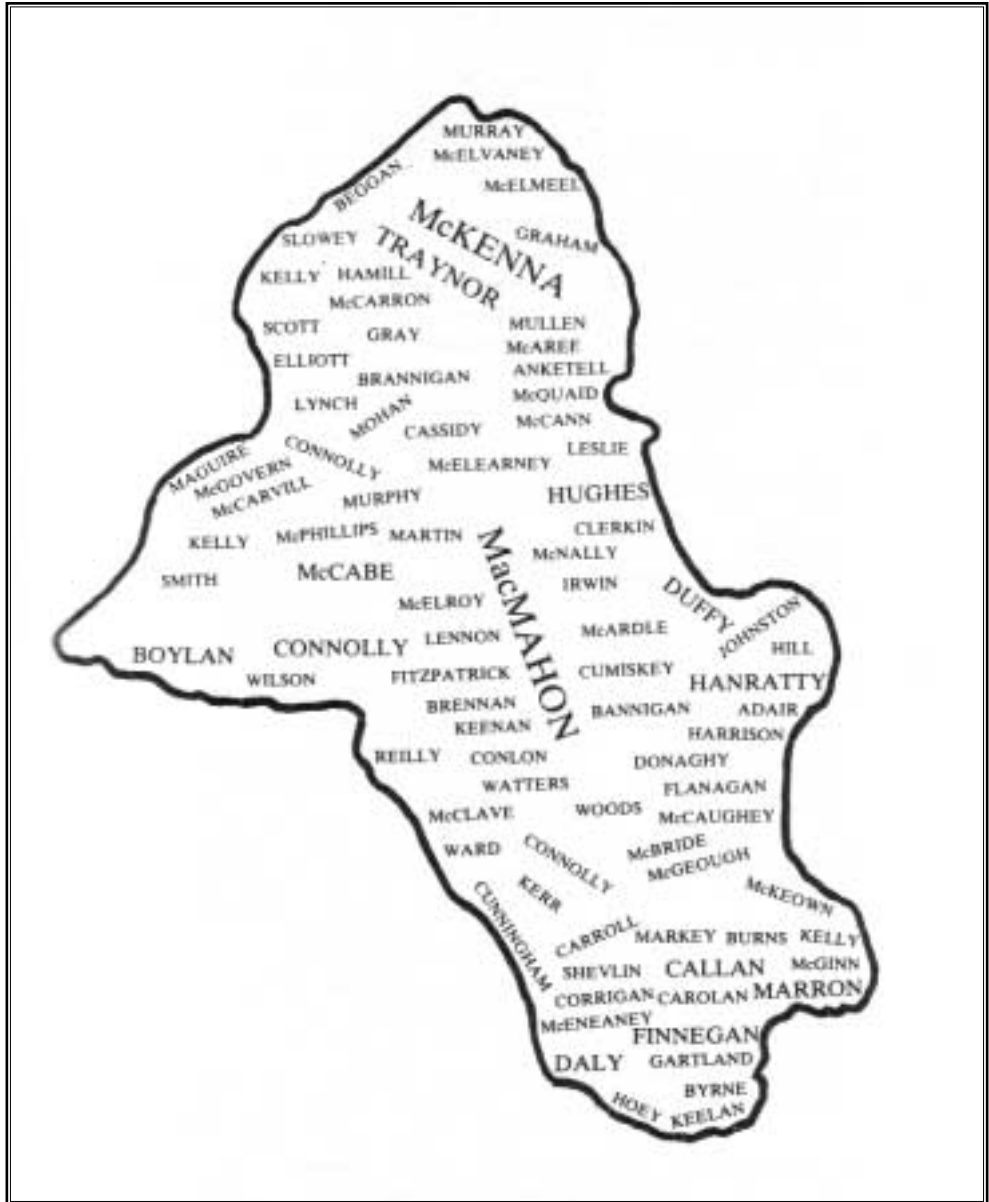 MURRAY
McELVANEY
BEGGAN
McELMEEL
McKENNA
GRAHAM
SLOWEY
TRAYNOR
KELLY HAMILL
McCARRON
SCOTT
GRAY
MULLEN
McAREE
ELLIOTT
ANKETELL
BRANNIGAN
McQUAID
LYNCH
MOHAN
McCANN
CASSIDY
LESLIE
CONNOLLY
MAGUIRE
McGOVERN
McCARVILL
McELEARNEY
MURPHY
HUGHES
CLERKIN
KELLY
McPHILLIPS
MARTIN
McNALLY
MacMAHON
SMITH
McCABE
IRWIN
DUFFY
McELROY
JOHNSTON
McARDLE
HILL
BOYLAN
CONNOLLY
LENNON
WILSON
FITZPATRICK
CUMISKEY
HANRATTY
BRENNAN
BANNIGAN
ADAIR
KEENAN
HARRISON
REILLY
CONLON
DONAGHY
WATTERS
FLANAGAN
McCLAVE
WOODS
McCAUGHEY
WARD
CONNOLLY
McBRIDE
McGEOUGH
KERR
McKEOWN
CUNNINGHAM
CARROLL
MARKEY
BURNS
KELLY
SHEVLIN
CALLAN
McGINN
CORRIGAN
CAROLAN
MARRON
McENEANEY
FINNEGAN
DALY
GARTLAND
BYRNE
HOEY
KEELAN